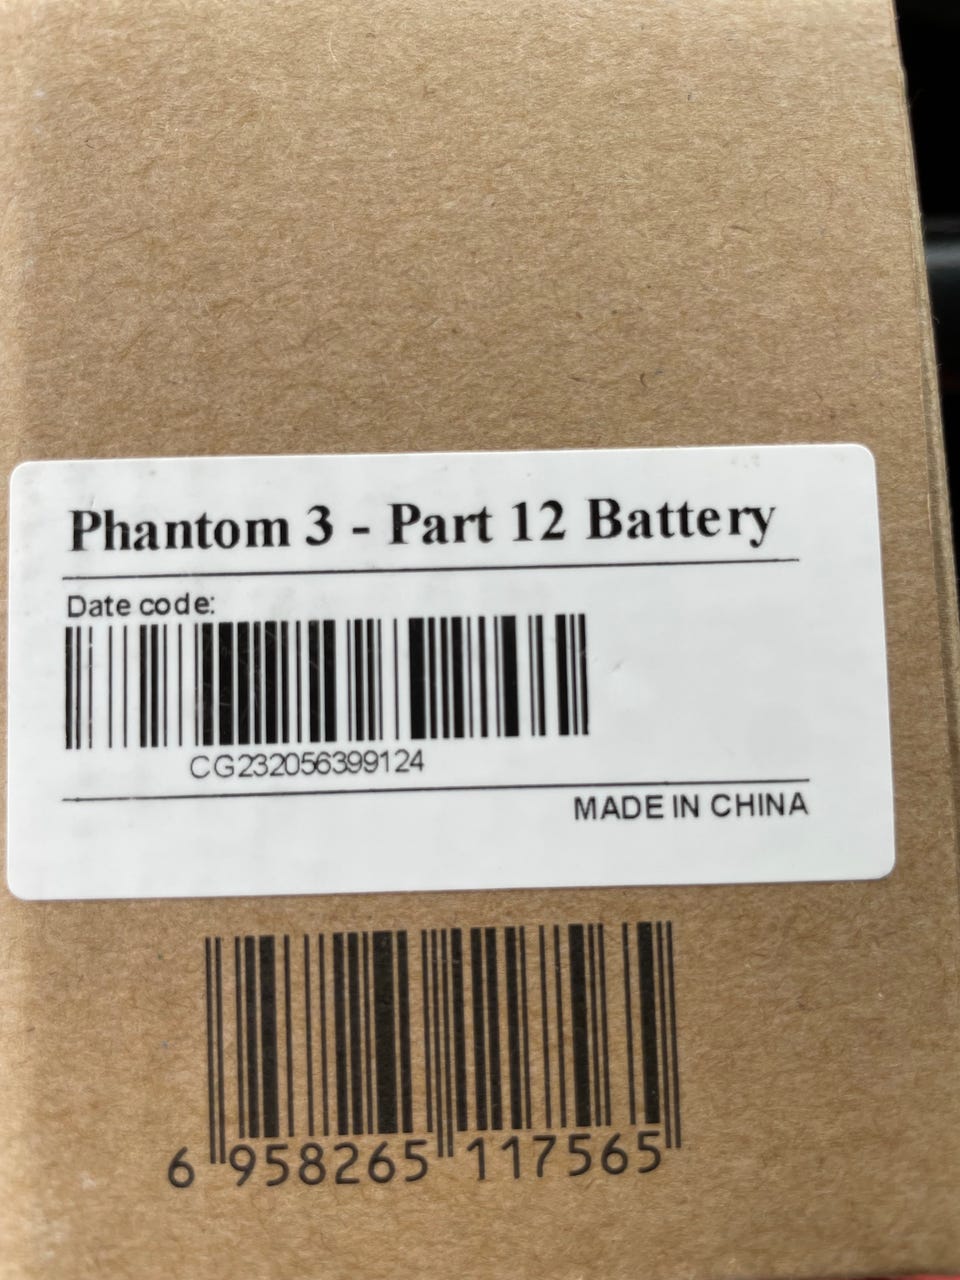 Phantom 3 - Part 12 Battery
Date code:
CG232056399124
MADE IN CHINA
6 958265 117565